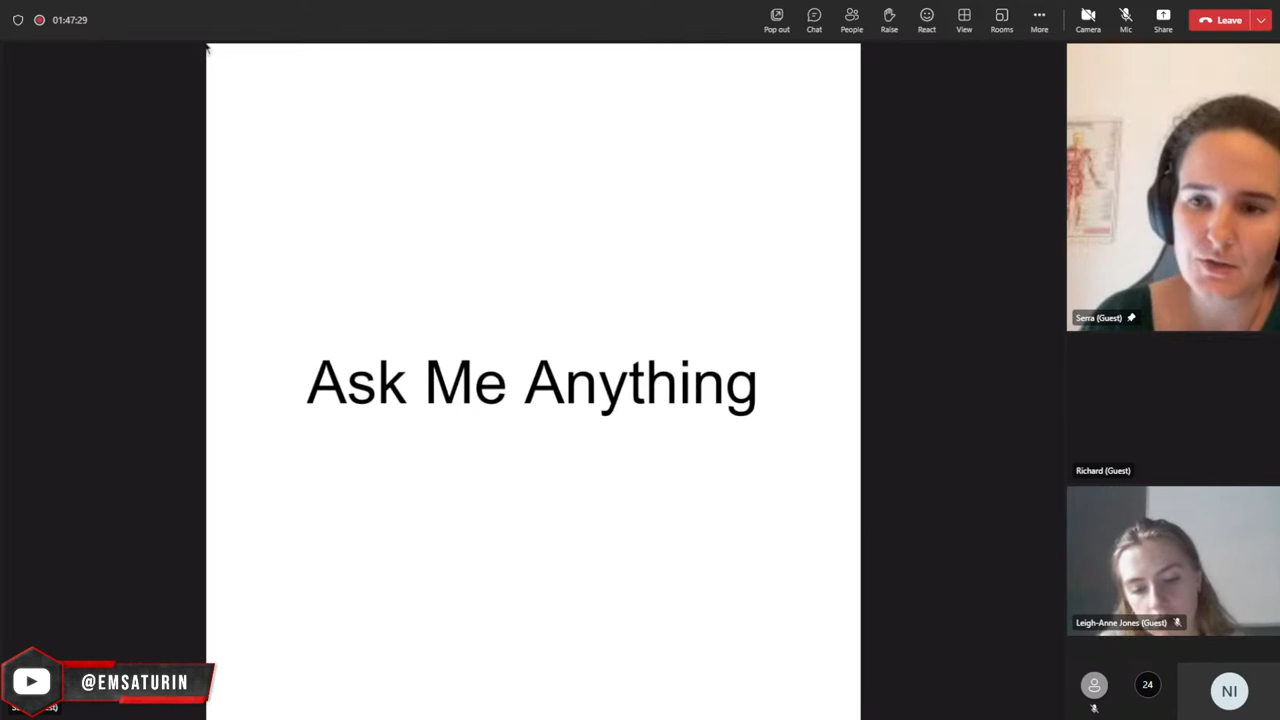 01:47:29
Pop out
Chat
People
Raise
React
View
Rooms
More
Camera
Mic
Share
Leave
Ask Me Anything
Serra (Guest)
Richard (Guest)
Leigh-Anne Jones (Guest)
@EMSATURIN
24
NI